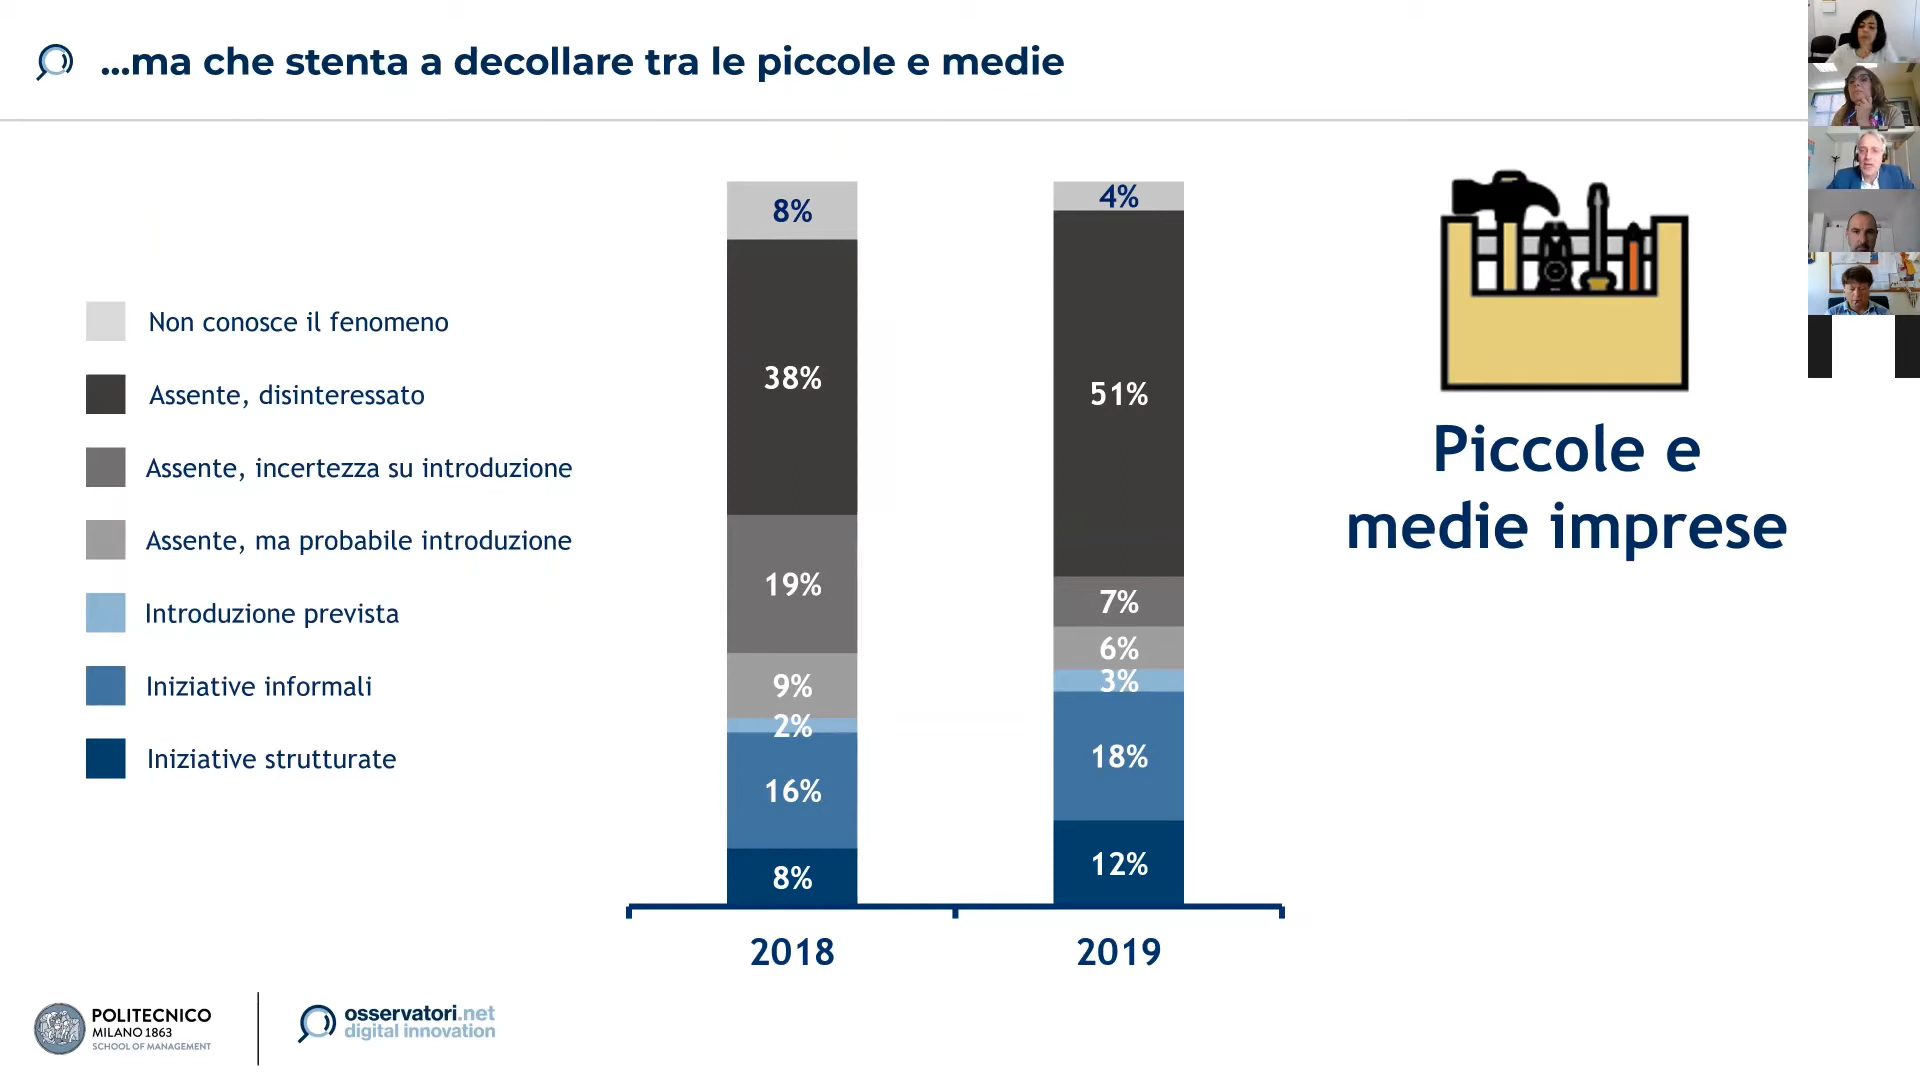 ...ma che stenta a decollare tra le piccole e medie
Non conosce il fenomeno
Assente, disinteressato
Assente, incertezza su introduzione
Assente, ma probabile introduzione
Introduzione prevista
Iniziative informali
Iniziative strutturate
8%
38%
19%
9%
2%
16%
8%
2018
4%
51%
7%
6%
3%
18%
12%
2019
Piccole e
medie imprese
POLITECNICO
MILANO 1863
SCHOOL OF MANAGEMENT
osservatori.net
digital innovation